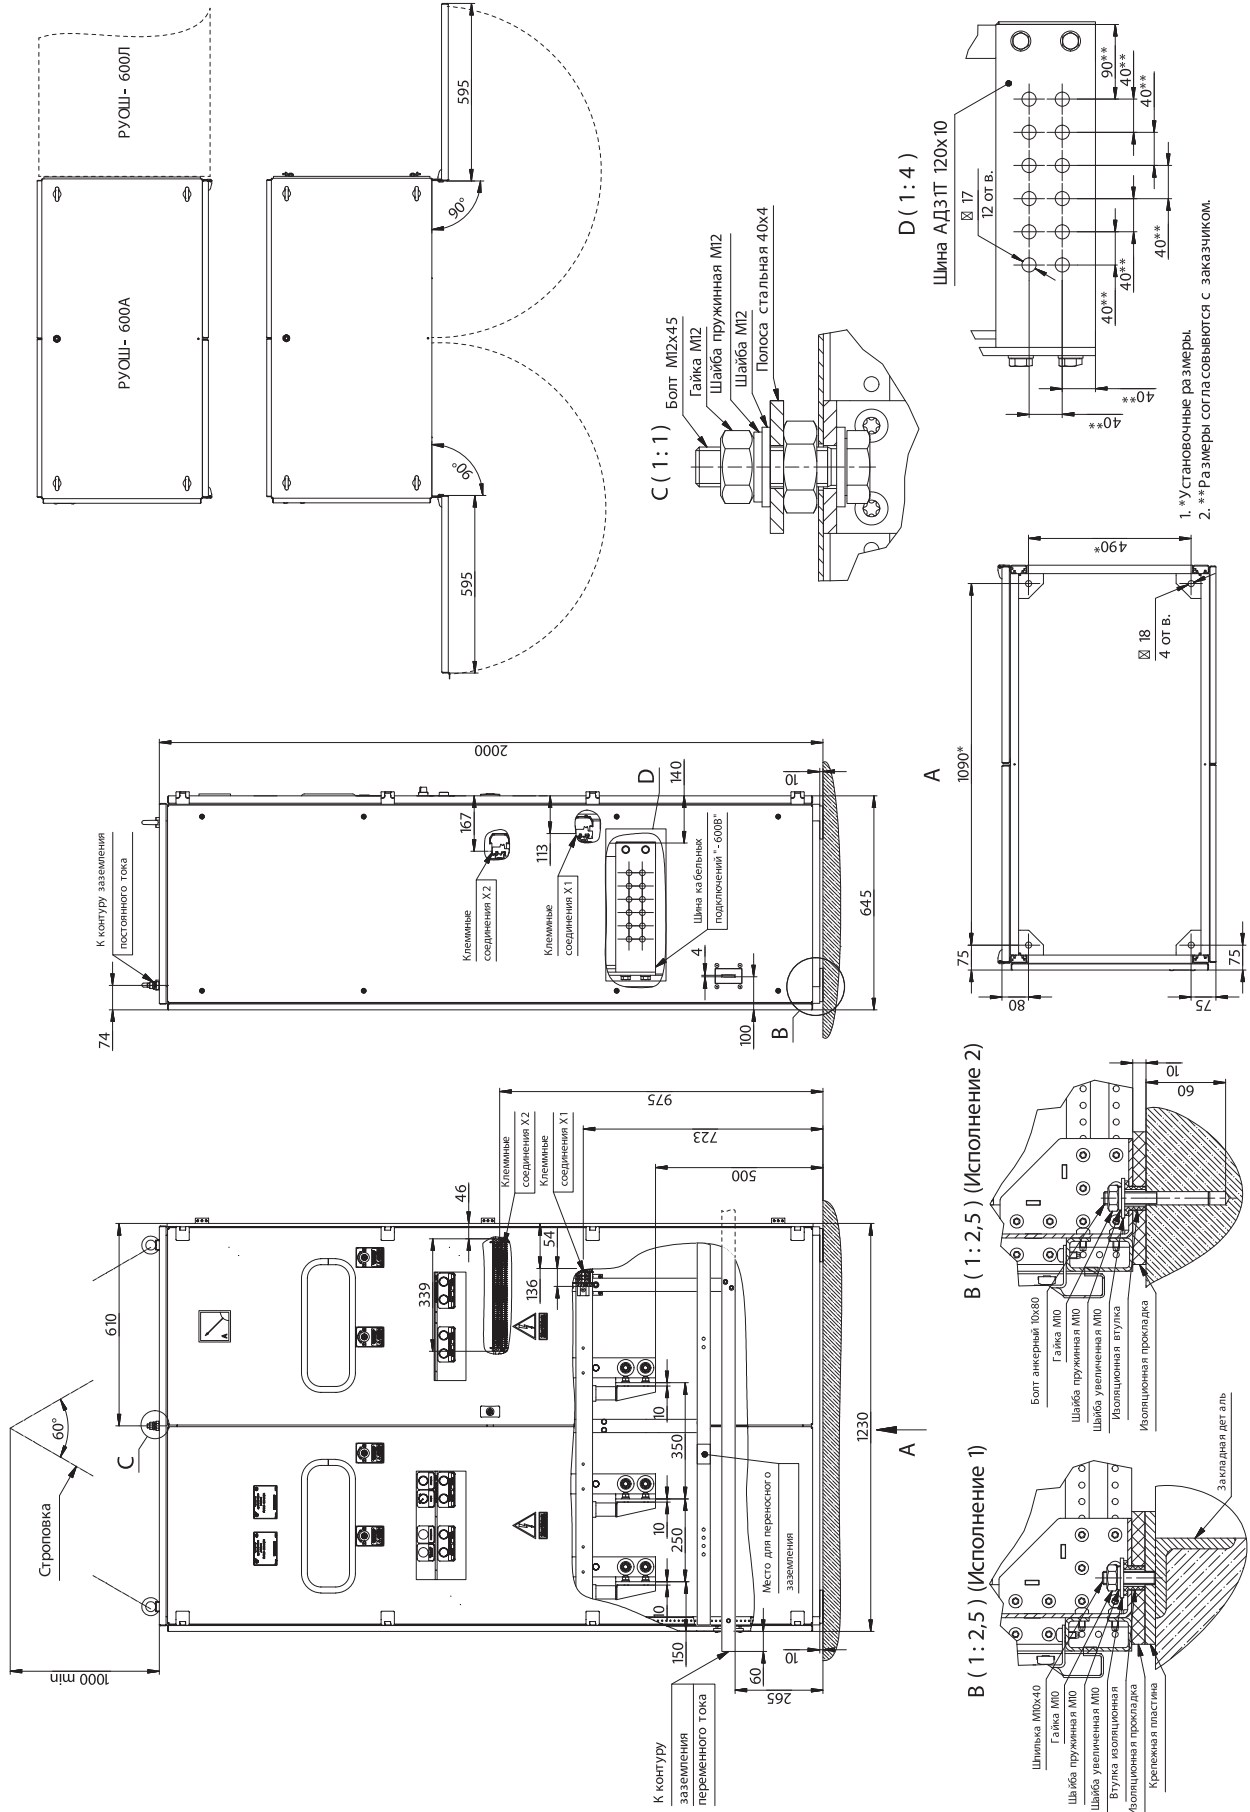 РУОШ- 600Л
РУОШ- 600А
595
90°
90°
595
C ( 1 : 1 )
Болт М12х45
Гайка М12
Шайба пружинная М12
Шайба М12
Полоса стальная 40х4
D ( 1 : 4 )
Шина АД31Т 120х10
☒ 17
12 отв.
90**
40**
40**
40**
40**
40**
40**
40**
1. *Установочные размеры.
2. **Размеры согласовывются с заказчиком.
К контуру заземления
постоянного тока
74
2000
167
113
Клеммные
соединения Х2
Клеммные
соединения Х1
D
140
10
Шина кабельных
подключений "- 600В"
4
100
B
645
A
1090*
490*
☒ 18
4 отв.
75
75
80
75
Строповка
60°
1000 min
C
610
46
339
54
136
Клеммные
соединения Х2
Клеммные
соединения Х1
975
723
500
10
350
10
250
10
150
Место для переносного
заземления
1230
A
10
60
265
К контуру
заземления
переменного тока
B ( 1 : 2,5 ) (Исполнение 2)
Болт анкерный 10х80
Гайка М10
Шайба пружинная М10
Шайба увеличенная М10
Изоляционная втулка
Изоляционная прокладка
10
60
B ( 1 : 2,5 ) (Исполнение 1)
Шпилька М10х40
Гайка М10
Шайба пружинная М10
Шайба увеличенная М10
Втулка изоляционная
Изоляционная прокладка
Крепежная пластина
Закладная деталь